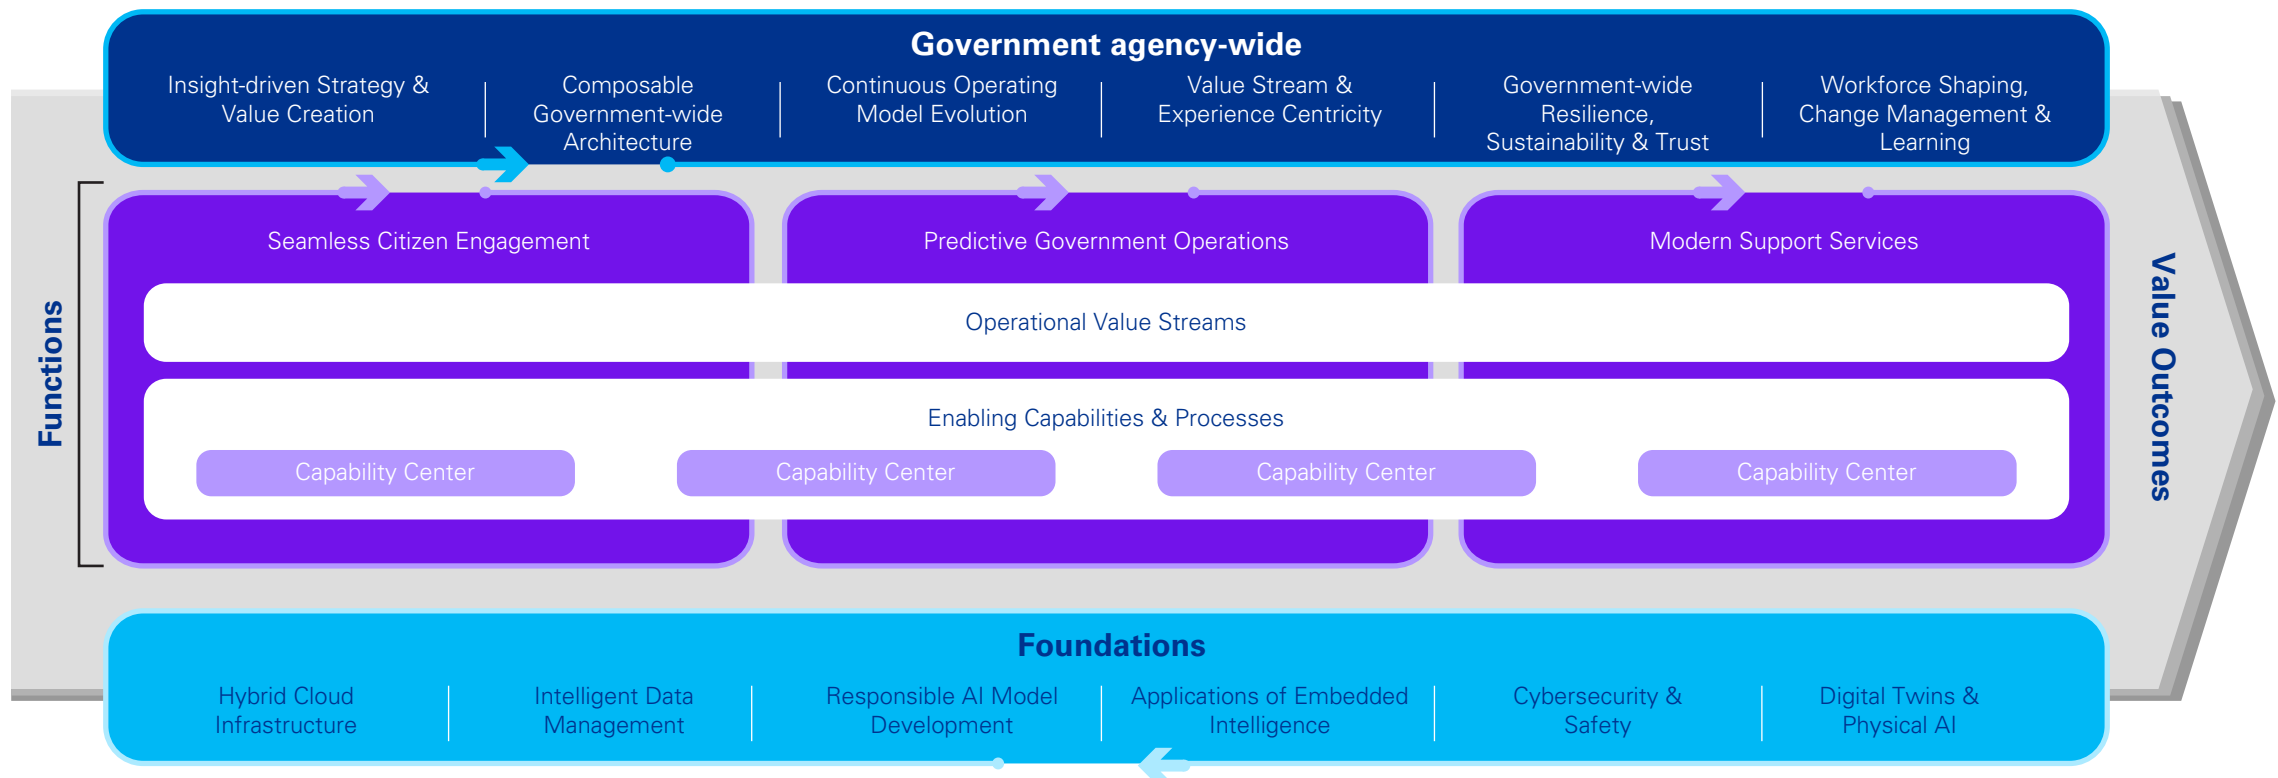 Government agency-wide
Insight-driven Strategy &
Value Creation
Composable
Government-wide
Architecture
Continuous Operating
Model Evolution
Value Stream &
Experience Centricity
Government-wide
Resilience,
Sustainability & Trust
Workforce Shaping,
Change Management &
Learning
Functions
Seamless Citizen Engagement
Predictive Government Operations
Modern Support Services
Operational Value Streams
Enabling Capabilities & Processes
Capability Center
Capability Center
Capability Center
Capability Center
Value Outcomes
Foundations
Hybrid Cloud
Infrastructure
Intelligent Data
Management
Responsible AI Model
Development
Applications of Embedded
Intelligence
Cybersecurity &
Safety
Digital Twins &
Physical AI